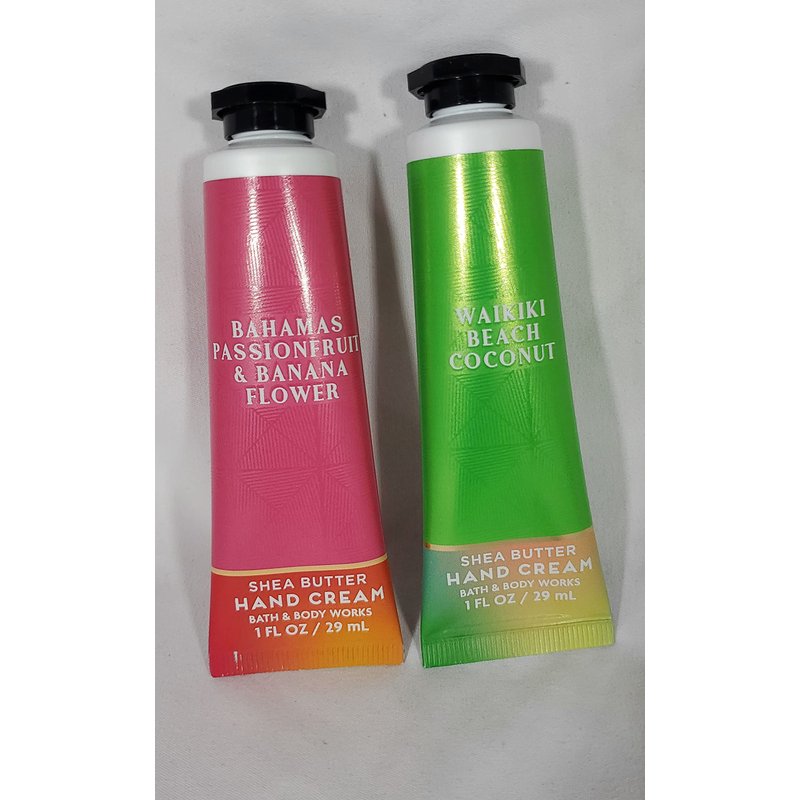 BAHAMAS
PASSIONFRUIT
& BANANA
FLOWER
SHEA BUTTER
HAND CREAM
BATH & BODY WORKS
1 FL OZ / 29 mL
WAIKIKI
BEACH
COCONUT
SHEA BUTTER
HAND CREAM
BATH & BODY WORKS
1 FL OZ / 29 mL